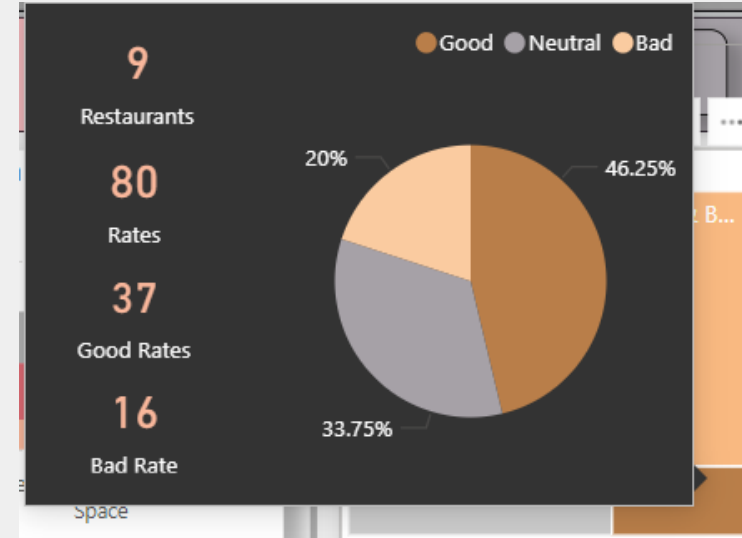 9
Restaurants
80
Rates
37
Good Rates
16
Bad Rate
Good Neutral Bad
20%
46.25%
33.75%
B...
Space